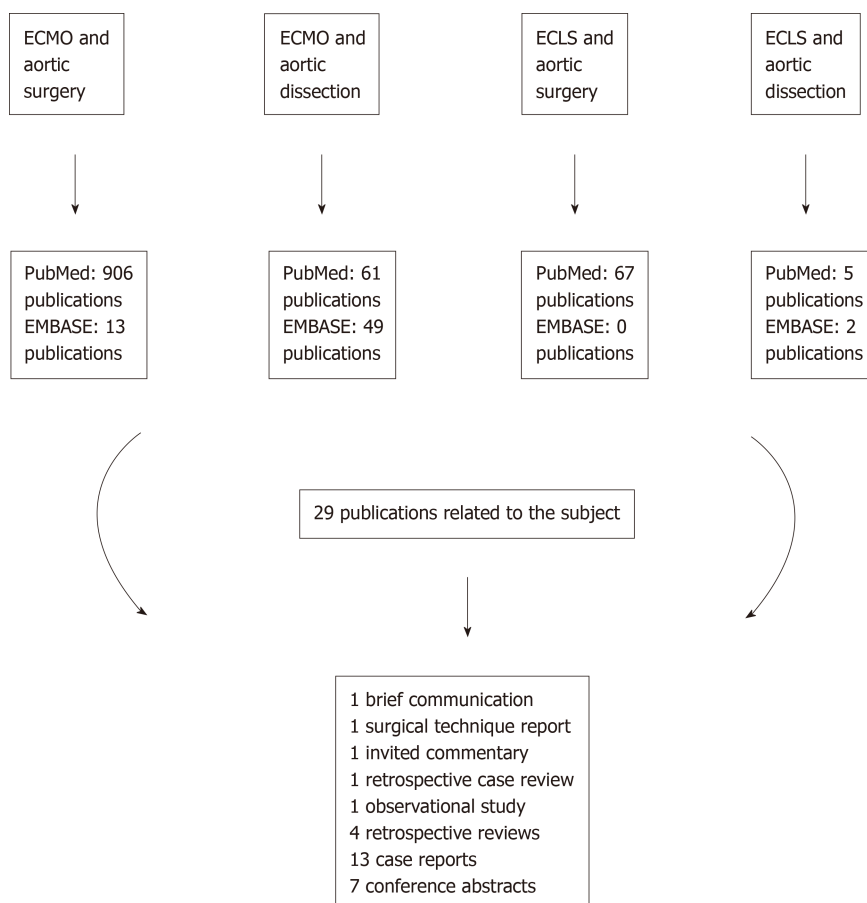 ECMO and
aortic
surgery
ECMO and
aortic
dissection
ECLS and
aortic
surgery
ECLS and
aortic
dissection
PubMed: 906
publications
EMBASE: 13
publications
PubMed: 61
publications
EMBASE: 49
publications
PubMed: 67
publications
EMBASE: 0
publications
PubMed: 5
publications
EMBASE: 2
publications
29 publications related to the subject
1 brief communication
1 surgical technique report
1 invited commentary
1 retrospective case review
1 observational study
4 retrospective reviews
13 case reports
7 conference abstracts